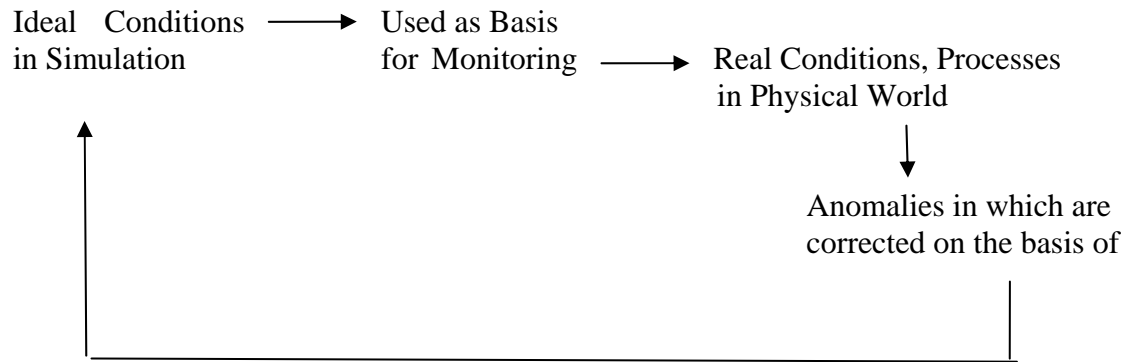 Ideal Conditions
in Simulation
Used as Basis
for Monitoring
Real Conditions, Processes
in Physical World
Anomalies in which are
corrected on the basis of